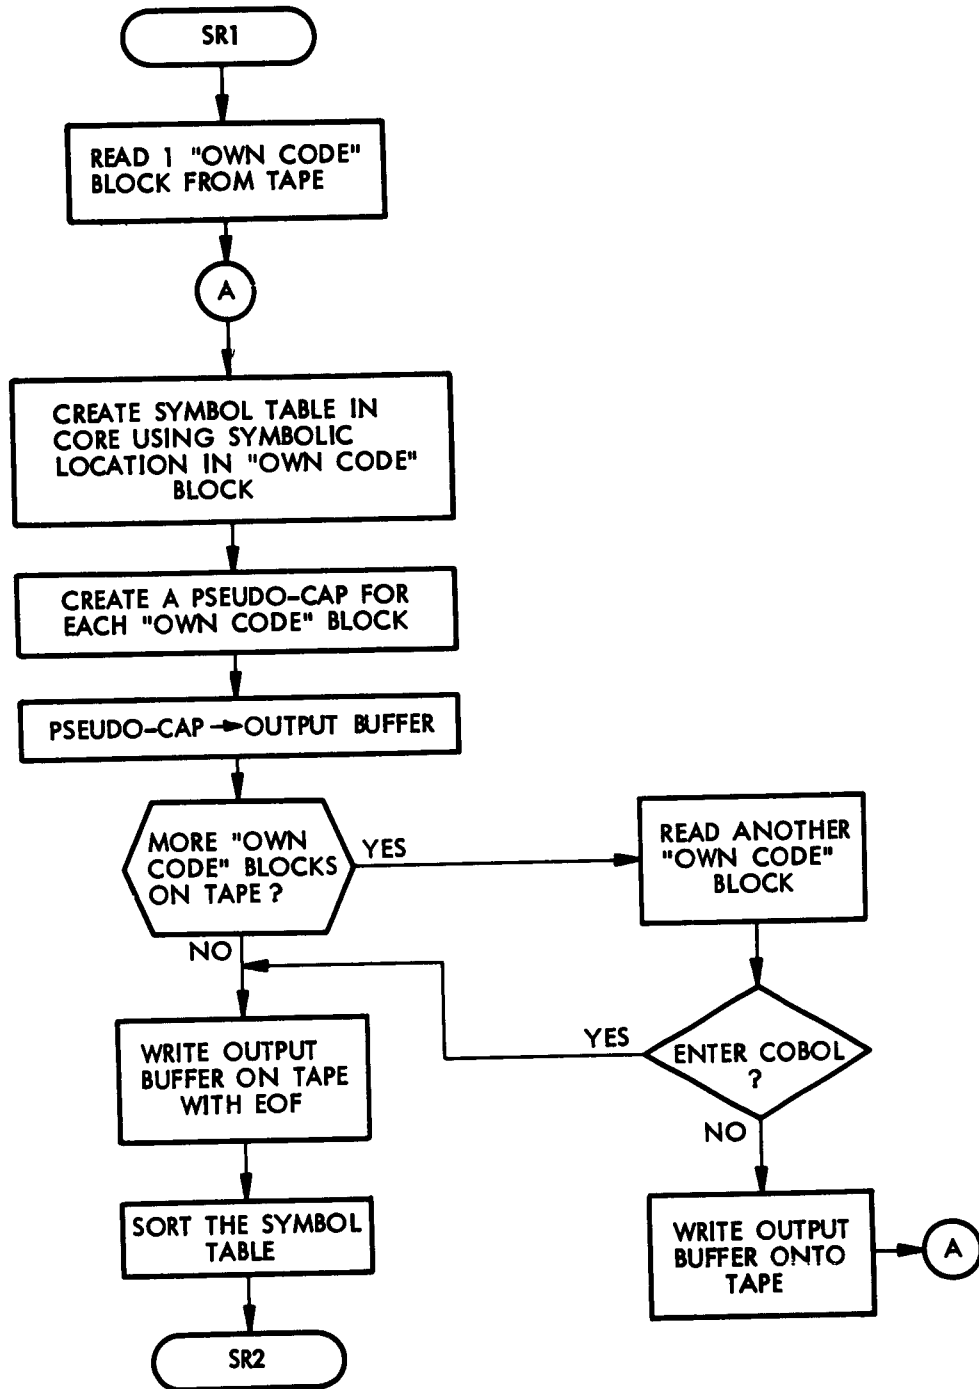 SR1
READ 1 "OWN CODE"
BLOCK FROM TAPE
A
CREATE SYMBOL TABLE IN
CORE USING SYMBOLIC
LOCATION IN "OWN CODE"
BLOCK
CREATE A PSEUDO-CAP FOR
EACH "OWN CODE" BLOCK
PSEUDO-CAP → OUTPUT BUFFER
MORE "OWN
CODE" BLOCKS
ON TAPE ?
YES
READ ANOTHER
"OWN CODE"
BLOCK
NO
YES
ENTER COBOL
?
WRITE OUTPUT
BUFFER ON TAPE
WITH EOF
NO
SORT THE SYMBOL
TABLE
WRITE OUTPUT
BUFFER ONTO
TAPE
A
SR2